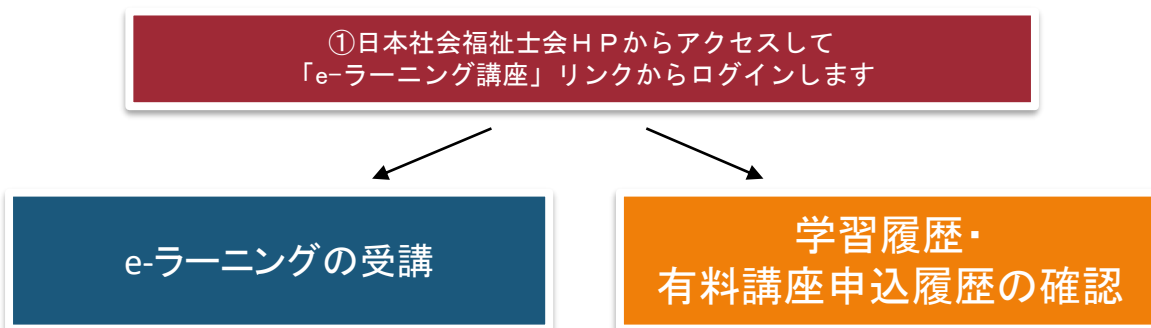 ①日本社会福祉士会ＨＰからアクセスして
「e-ラーニング講座」リンクからログインします
e-ラーニングの受講
学習履歴・
有料講座申込履歴の確認